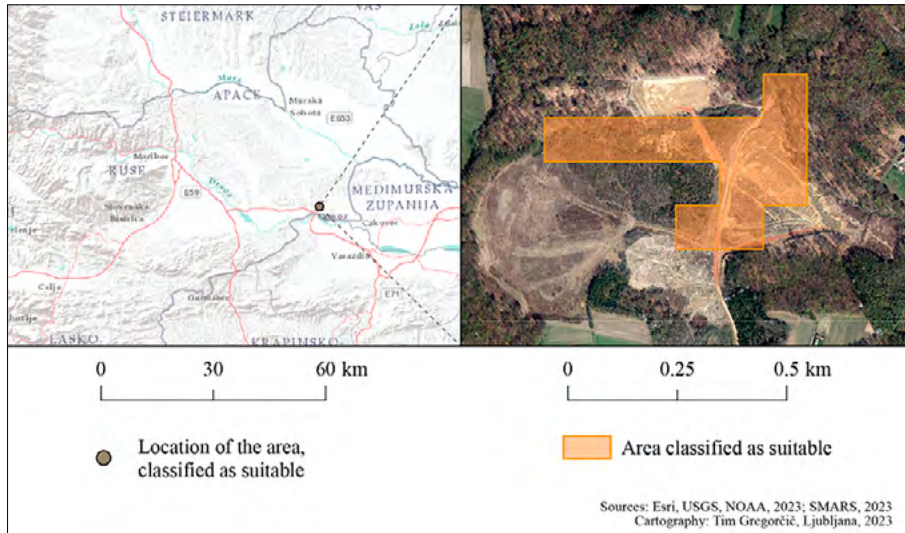 STEIERMARK
VAS
Mura
APAČE
Murska
Sobota
E653
Maribor
RUŠE
Drava
E59
MEĐIMURSKA
ŽUPANIJA
Slovenska
Bistrica
Čakovec
Varaždin
Celje
E71
LAŠKO
KRAPINSKO
0 30 60 km
0 0.25 0.5 km
Location of the area,
classified as suitable
Area classified as suitable
Sources: Esri, USGS, NOAA, 2023; SMARS, 2023
Cartography: Tim Gregorčič, Ljubljana, 2023